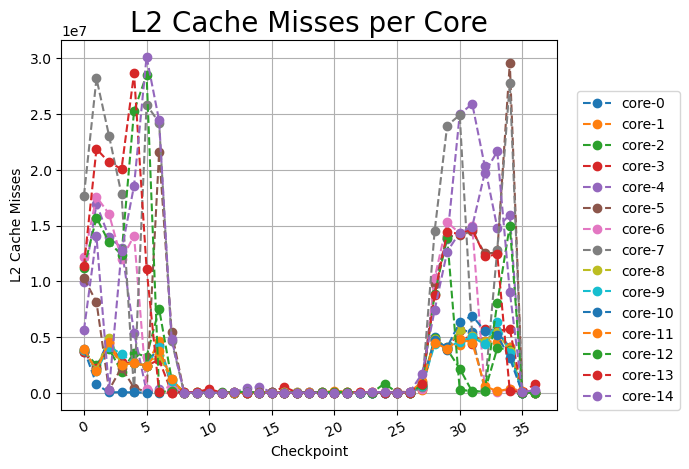 L2 Cache Misses per Core
1e7
3.0
2.5
2.0
1.5
1.0
0.5
0.0
L2 Cache Misses
0 5 10 15 20 25 30 35
Checkpoint
core-0
core-1
core-2
core-3
core-4
core-5
core-6
core-7
core-8
core-9
core-10
core-11
core-12
core-13
core-14